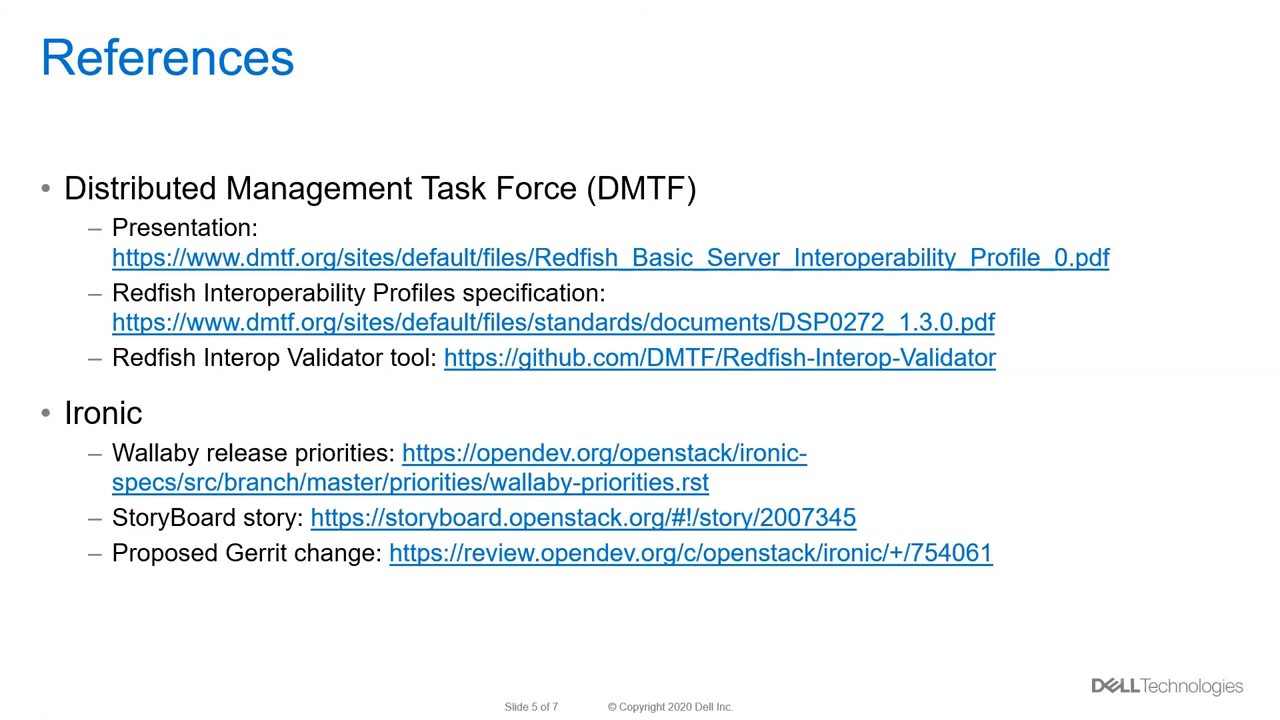 References
• Distributed Management Task Force (DMTF)
– Presentation:
https://www.dmtf.org/sites/default/files/Redfish_Basic_Server_Interoperability_Profile_0.pdf
– Redfish Interoperability Profiles specification:
https://www.dmtf.org/sites/default/files/standards/documents/DSP0272_1.3.0.pdf
– Redfish Interop Validator tool: https://github.com/DMTF/Redfish-Interop-Validator
• Ironic
– Wallaby release priorities: https://opendev.org/openstack/ironic-
specs/src/branch/master/priorities/wallaby-priorities.rst
– StoryBoard story: https://storyboard.openstack.org/#!/story/2007345
– Proposed Gerrit change: https://review.opendev.org/c/openstack/ironic/+/754061
DELLTechnologies
Slide 5 of 7 © Copyright 2020 Dell Inc.